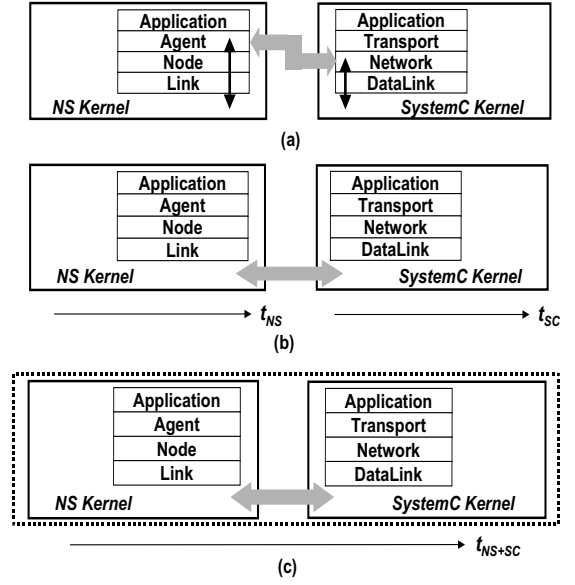 Application
Agent
Node
Link
NS Kernel
Application
Transport
Network
DataLink
SystemC Kernel
(a)
Application
Agent
Node
Link
NS Kernel
Application
Transport
Network
DataLink
SystemC Kernel
tNS
tSC
(b)
Application
Agent
Node
Link
NS Kernel
Application
Transport
Network
DataLink
SystemC Kernel
tNS+SC
(c)